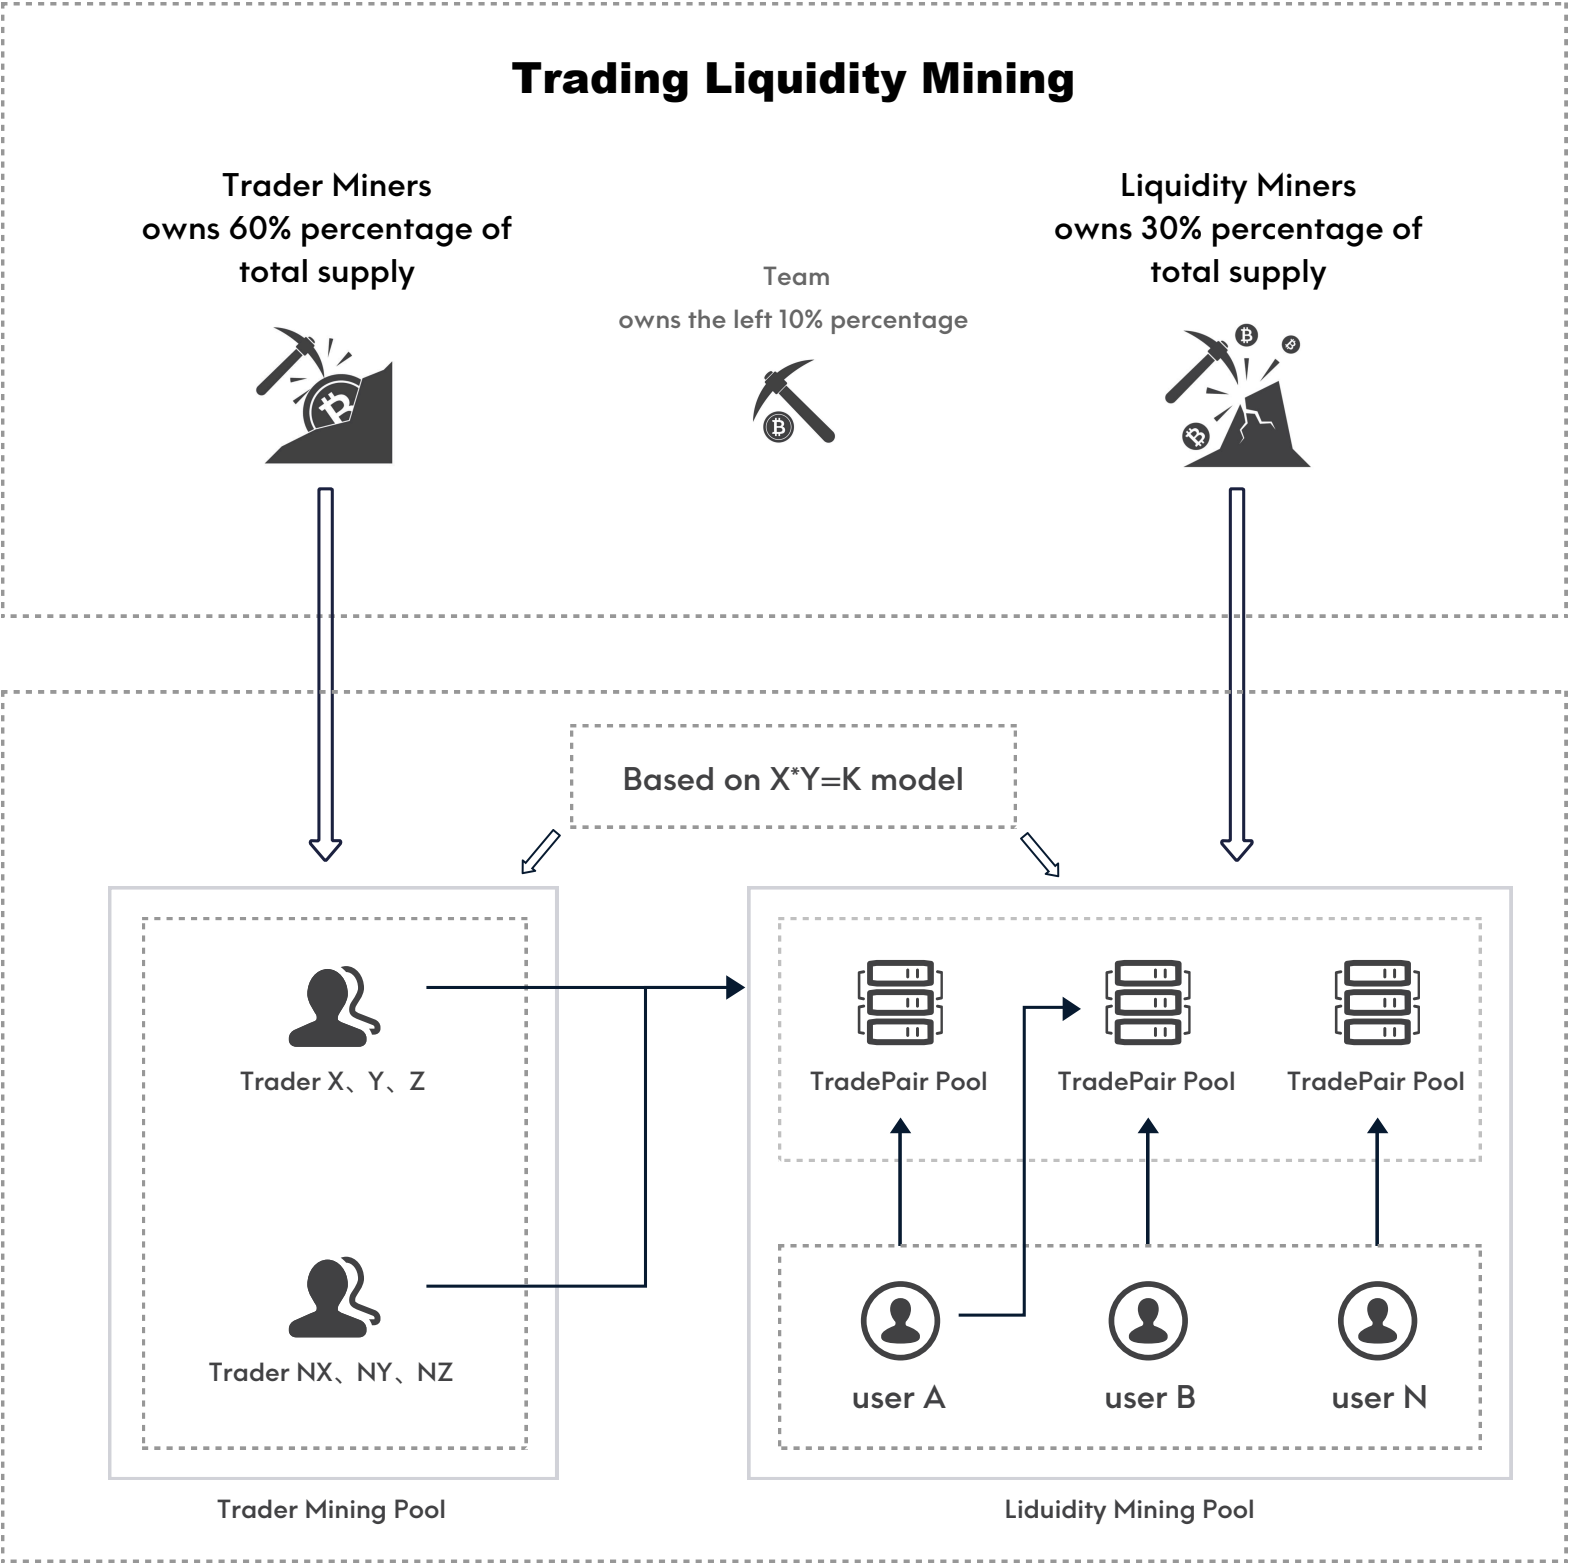 Trading Liquidity Mining
Trader Miners
owns 60% percentage of
total supply
Team
owns the left 10% percentage
Liquidity Miners
owns 30% percentage of
total supply
Based on X*Y=K model
Trader X、Y、Z
Trader NX、NY、NZ
Trader Mining Pool
TradePair Pool
TradePair Pool
TradePair Pool
user A
user B
user N
Liduidity Mining Pool